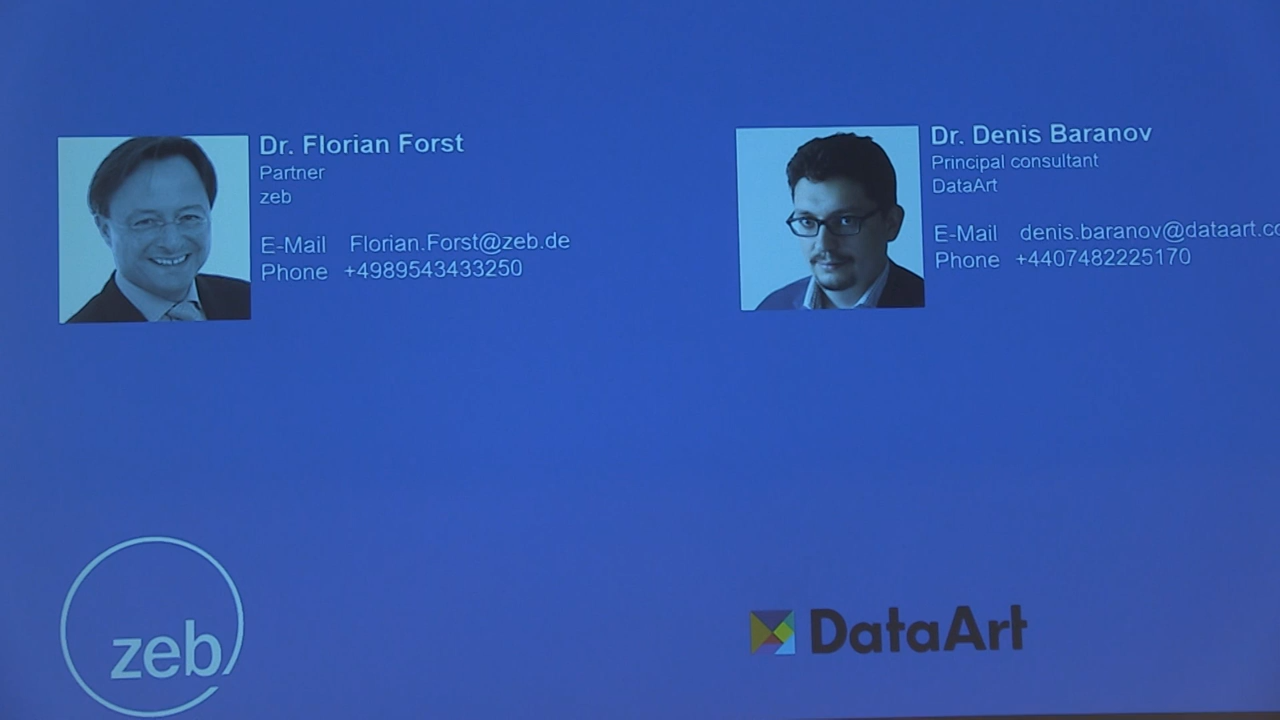 Dr. Florian Forst
Partner
zeb
E-Mail Florian.Forst@zeb.de
Phone +4989543433250
Dr. Denis Baranov
Principal consultant
DataArt
E-Mail denis.baranov@dataart.co
Phone +4407482225170
zeb
DataArt